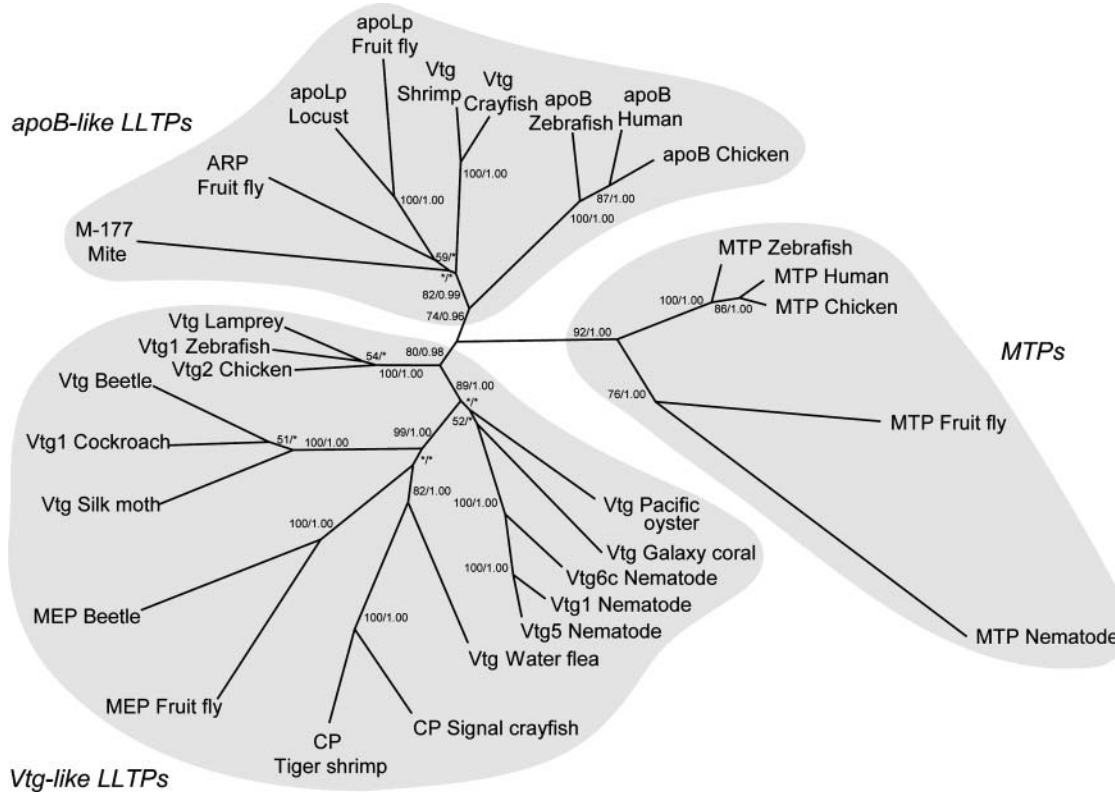 apoLp
Fruit fly
Vtg
Shrimp
Vtg
Crayfish
apoB
Zebrafish
apoB
Human
apoLp
Locust
apoB-like LLTPs
apoB Chicken
ARP
Fruit fly
87/1.00
100/1.00
100/1.00
100/1.00
M-177
Mite
59/*
*/*
82/0.99
74/0.96
MTP Zebrafish
MTP Human
MTP Chicken
100/1.00
86/1.00
92/1.00
MTPs
76/1.00
MTP Fruit fly
MTP Nematode
Vtg Lamprey
Vtg1 Zebrafish
Vtg2 Chicken
54/*
100/1.00
80/0.98
89/1.00
*/*
52/*
Vtg Beetle
Vtg1 Cockroach
51/*
100/1.00
99/1.00
Vtg Silk moth
*/*
82/1.00
100/1.00
100/1.00
Vtg Pacific
oyster
Vtg Galaxy coral
Vtg6c Nematode
100/1.00
Vtg1 Nematode
Vtg5 Nematode
MEP Beetle
100/1.00
Vtg Water flea
MEP Fruit fly
CP Signal crayfish
CP
Tiger shrimp
Vtg-like LLTPs